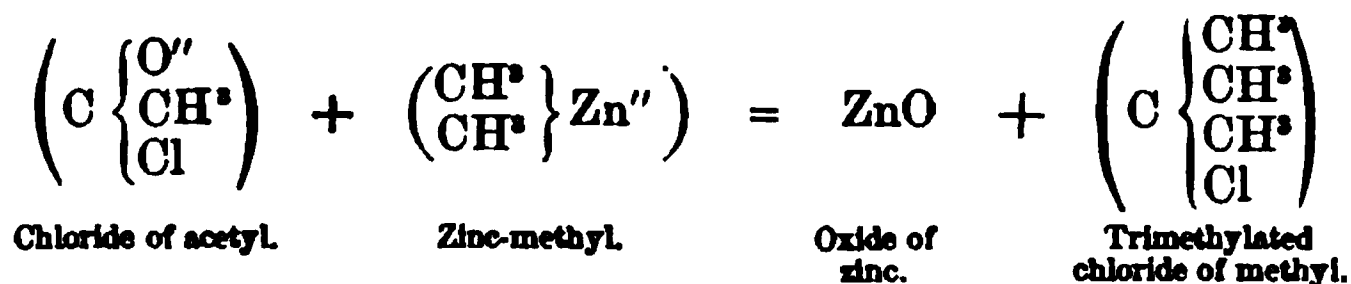 (C { O″ CH³ Cl) + (CH³ CH³ } Zn″) = ZnO + (C { CH³ CH³ CH³ Cl)
Chloride of acetyl. Zinc-methyl. Oxide of zinc. Trimethylated chloride of methyl.